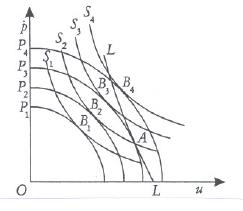 ṗ
S₄
S₃
L
P₄
S₂
P₃
S₁
B₃
B₄
P₂
P₁
B₂
B₁
A
O
L
u